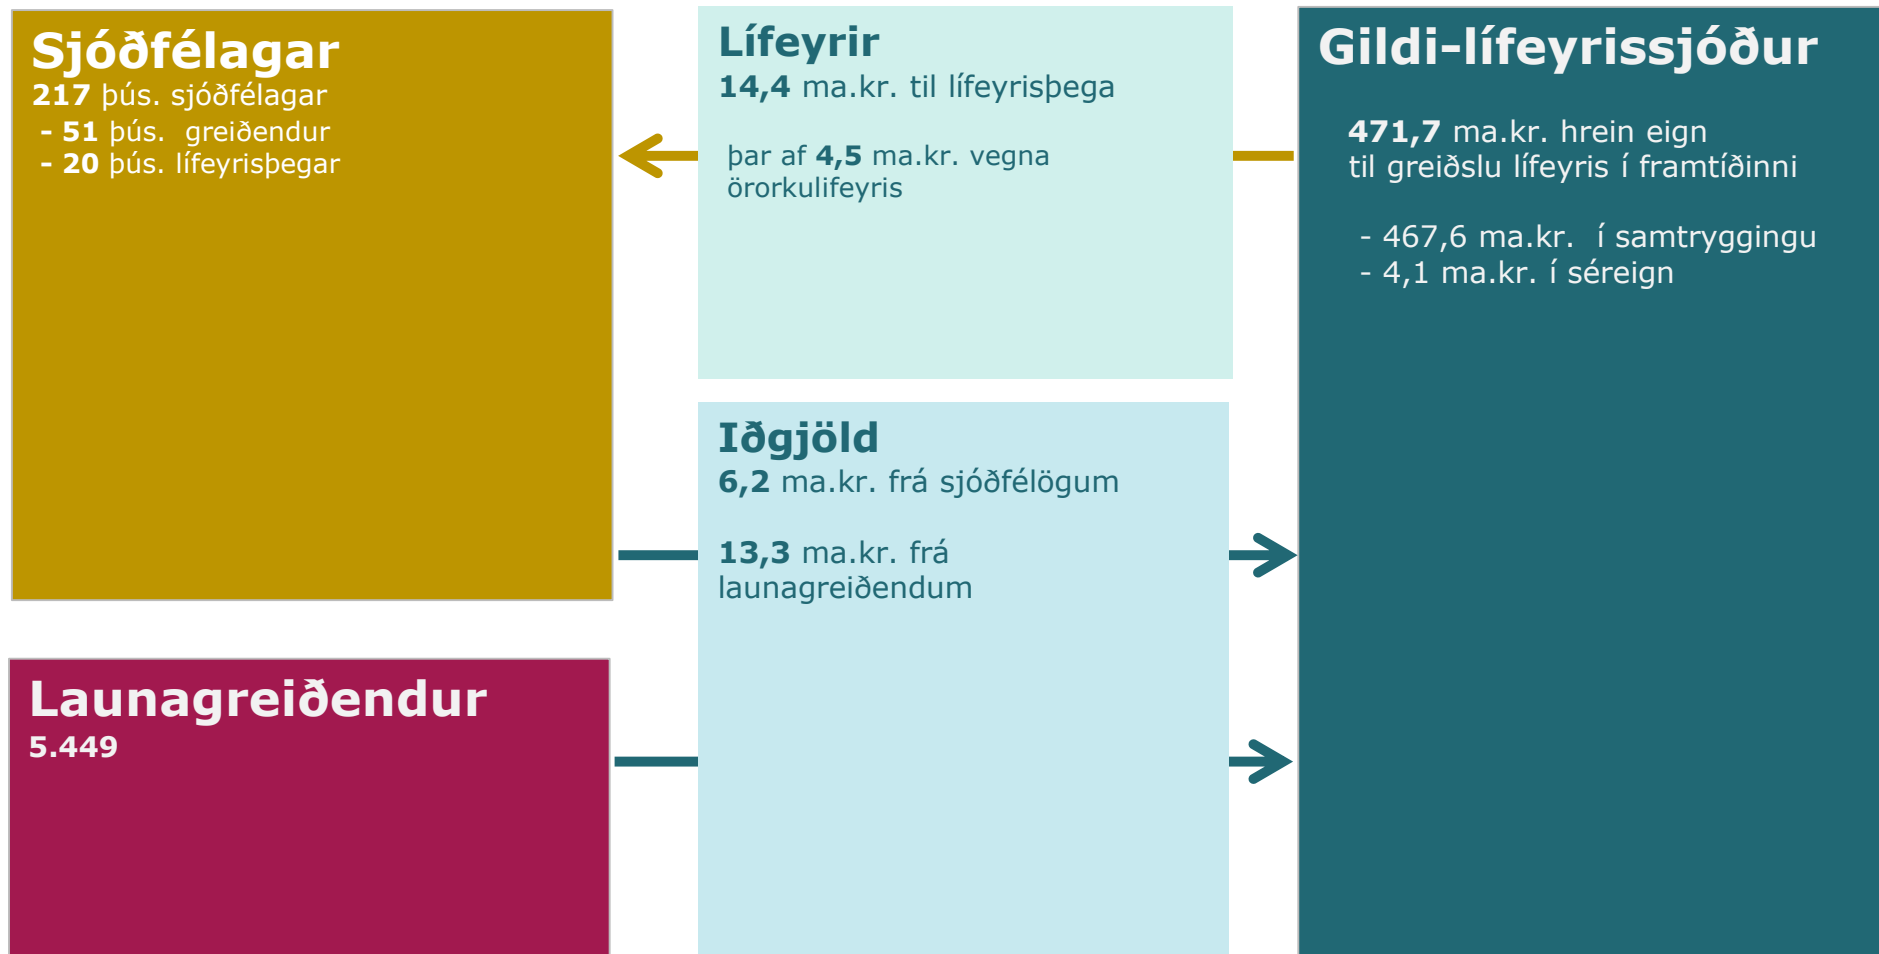 Sjóðfélagar
217 þús. sjóðfélagar
- 51 þús. greiðendur
- 20 þús. lífeyrisþegar
Lífeyrir
14,4 ma.kr. til lífeyrisþega
þar af 4,5 ma.kr. vegna
örorkulifeyris
Gildi-lífeyrissjóður
471,7 ma.kr. hrein eign
til greiðslu lífeyris í framtíðinni
- 467,6 ma.kr. í samtryggingu
- 4,1 ma.kr. í séreign
Iðgjöld
6,2 ma.kr. frá sjóðfélögum
13,3 ma.kr. frá
launagreiðendum
Launagreiðendur
5.449